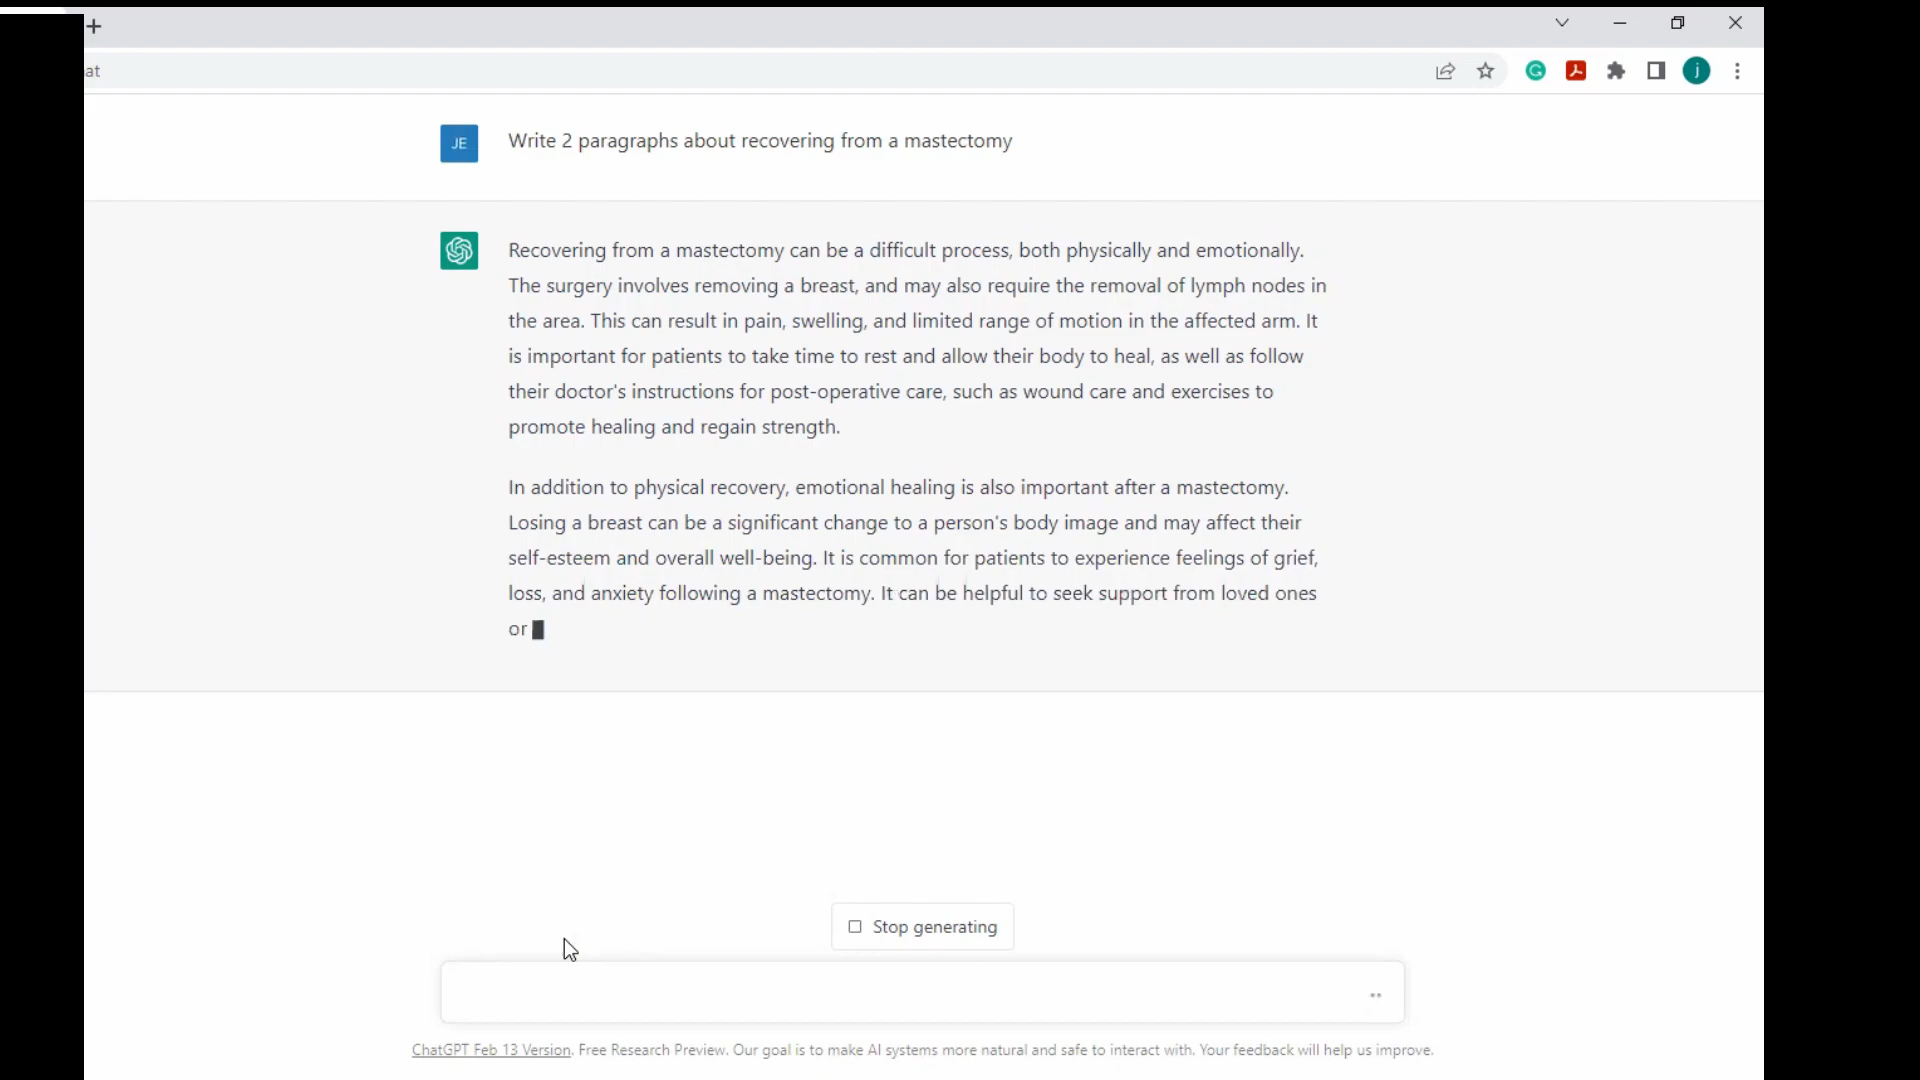 at
j
JE
Write 2 paragraphs about recovering from a mastectomy
Recovering from a mastectomy can be a difficult process, both physically and emotionally.
The surgery involves removing a breast, and may also require the removal of lymph nodes in
the area. This can result in pain, swelling, and limited range of motion in the affected arm. It
is important for patients to take time to rest and allow their body to heal, as well as follow
their doctor's instructions for post-operative care, such as wound care and exercises to
promote healing and regain strength.
In addition to physical recovery, emotional healing is also important after a mastectomy.
Losing a breast can be a significant change to a person's body image and may affect their
self-esteem and overall well-being. It is common for patients to experience feelings of grief,
loss, and anxiety following a mastectomy. It can be helpful to seek support from loved ones
or
Stop generating
ChatGPT Feb 13 Version. Free Research Preview. Our goal is to make AI systems more natural and safe to interact with. Your feedback will help us improve.